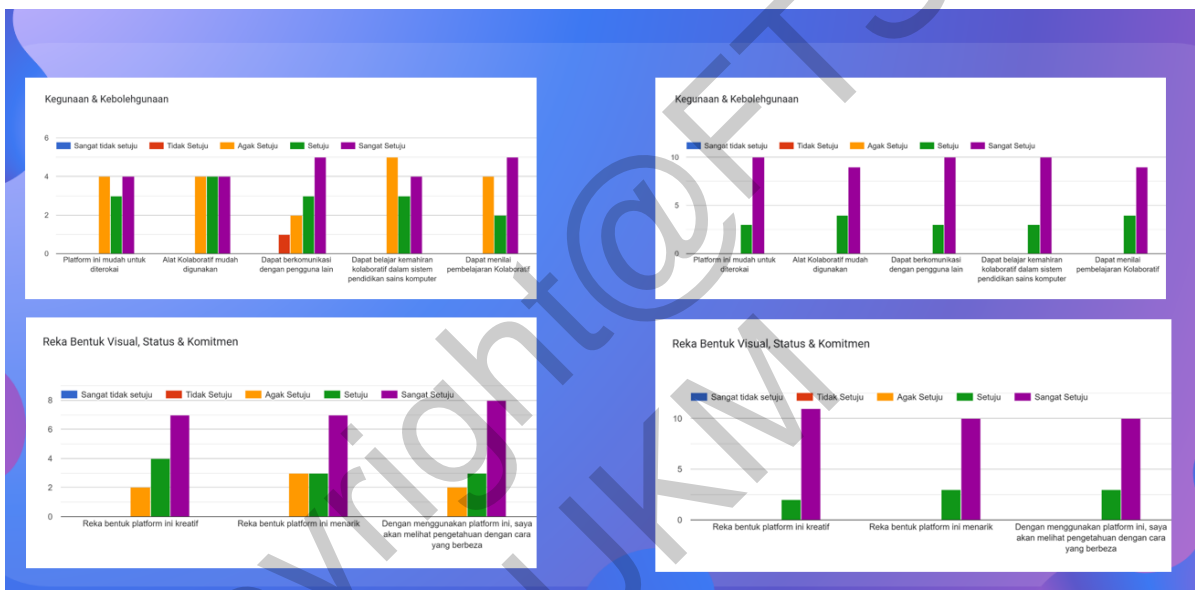 Kegunaan & Kebolehgunaan
Sangat tidak setuju
Tidak Setuju
Agak Setuju
Setuju
Sangat Setuju
6
4
2
0
Platform ini mudah untuk
diterokai
Alat Kolaboratif mudah
digunakan
Dapat berkomunikasi
dengan pengguna lain
Dapat belajar kemahiran
kolaboratif dalam sistem
pendidikan sains komputer
Dapat menilai
pembelajaran Kolaboratif
Kegunaan & Kebolehgunaan
Sangat tidak setuju
Tidak Setuju
Agak Setuju
Setuju
Sangat Setuju
10
5
0
Platform ini mudah untuk
diterokai
Alat Kolaboratif mudah
digunakan
Dapat berkomunikasi
dengan pengguna lain
Dapat belajar kemahiran
kolaboratif dalam sistem
pendidikan sains komputer
Dapat menilai
pembelajaran Kolaboratif
Reka Bentuk Visual, Status & Komitmen
Sangat tidak setuju
Tidak Setuju
Agak Setuju
Setuju
Sangat Setuju
8
6
4
2
0
Reka bentuk platform ini kreatif
Reka bentuk platform ini menarik
Dengan menggunakan platform ini, saya
akan melihat pengetahuan dengan cara
yang berbeza
Reka Bentuk Visual, Status & Komitmen
Sangat tidak setuju
Tidak Setuju
Agak Setuju
Setuju
Sangat Setuju
10
5
0
Reka bentuk platform ini kreatif
Reka bentuk platform ini menarik
Dengan menggunakan platform ini, saya
akan melihat pengetahuan dengan cara
yang berbeza
yright@FTS
UKM